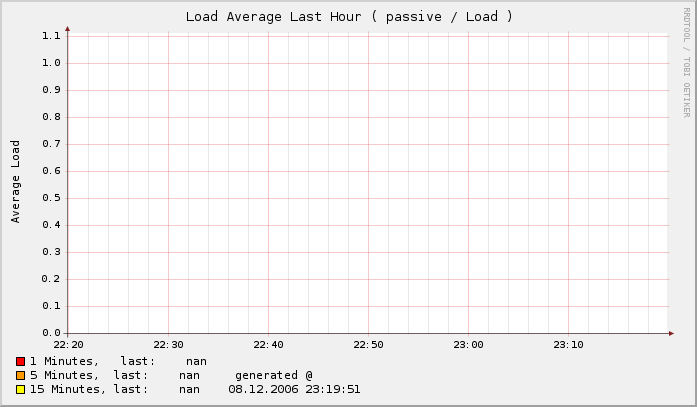 Load Average Last Hour ( passive / Load )
RRDTOOL / TOBI OETIKER
Average Load
1.1
1.0
0.9
0.8
0.7
0.6
0.5
0.4
0.3
0.2
0.1
0.0
22:20 22:30 22:40 22:50 23:00 23:10
1 Minutes, last: nan
5 Minutes, last: nan generated @
15 Minutes, last: nan 08.12.2006 23:19:51